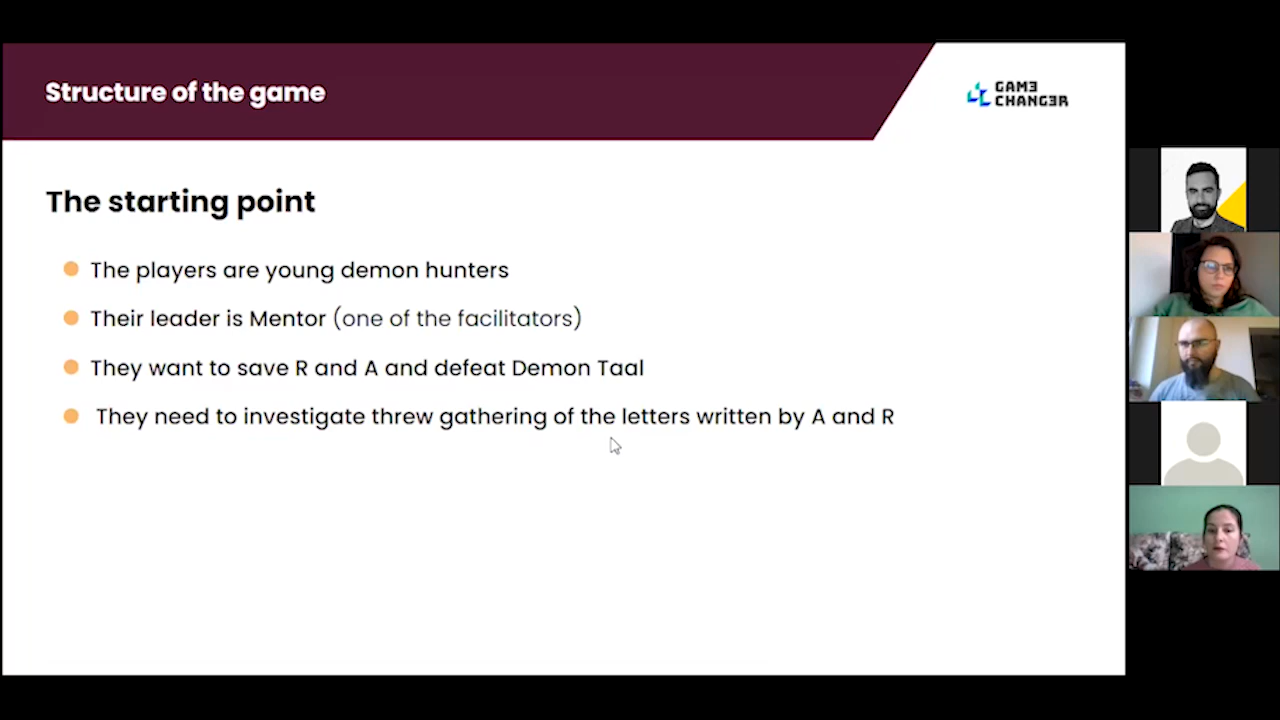 Structure of the game
GAMƎ
CHANGƎR
The starting point
The players are young demon hunters
Their leader is Mentor (one of the facilitators)
They want to save R and A and defeat Demon Taal
They need to investigate threw gathering of the letters written by A and R